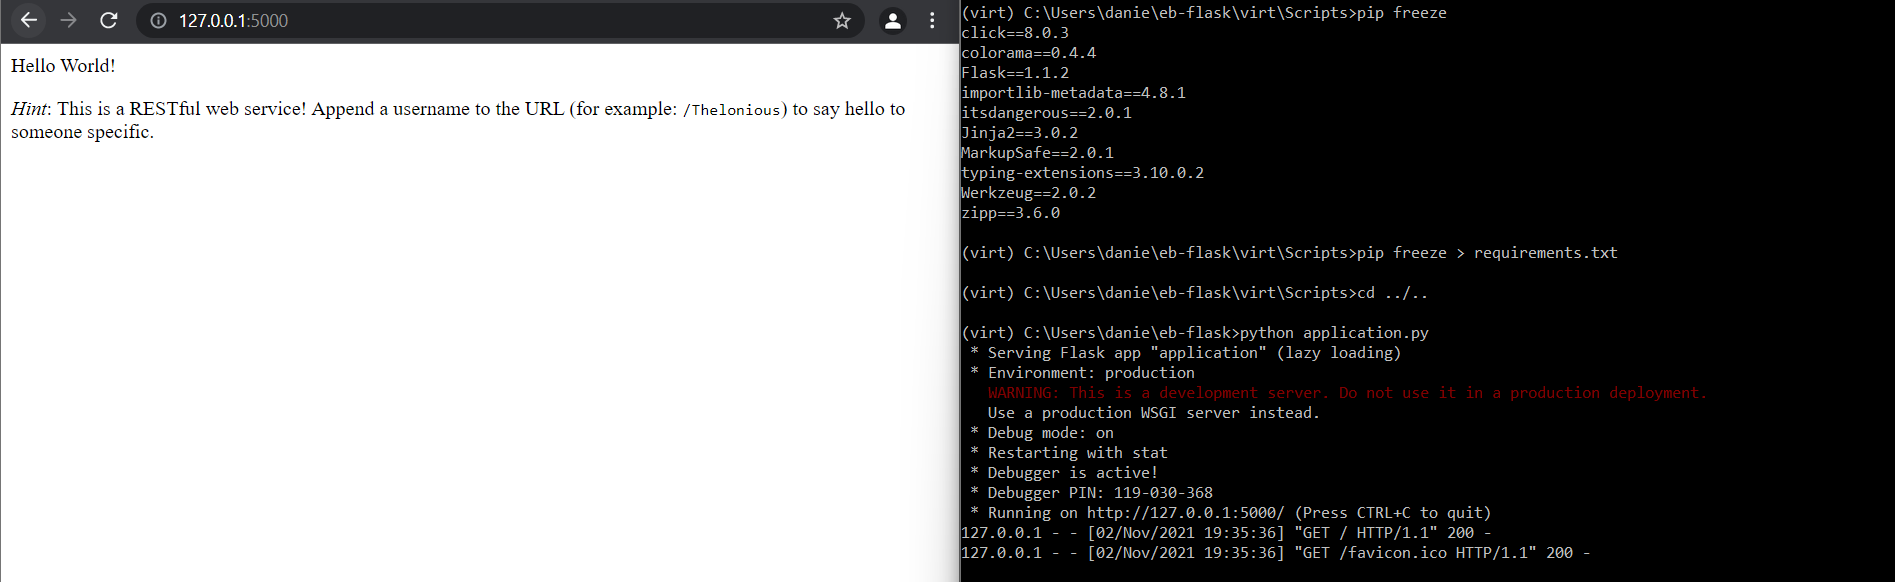 127.0.0.1:5000
Hello World!
Hint: This is a RESTful web service! Append a username to the URL (for example: /Thelonious) to say hello to
someone specific.
(virt) C:\Users\danie\eb-flask\virt\Scripts>pip freeze
click==8.0.3
colorama==0.4.4
Flask==1.1.2
importlib-metadata==4.8.1
itsdangerous==2.0.1
Jinja2==3.0.2
MarkupSafe==2.0.1
typing-extensions==3.10.0.2
Werkzeug==2.0.2
zipp==3.6.0
(virt) C:\Users\danie\eb-flask\virt\Scripts>pip freeze > requirements.txt
(virt) C:\Users\danie\eb-flask\virt\Scripts>cd ../..
(virt) C:\Users\danie\eb-flask>python application.py
 * Serving Flask app "application" (lazy loading)
 * Environment: production
   WARNING: This is a development server. Do not use it in a production deployment.
   Use a production WSGI server instead.
 * Debug mode: on
 * Restarting with stat
 * Debugger is active!
 * Debugger PIN: 119-030-368
 * Running on http://127.0.0.1:5000/ (Press CTRL+C to quit)
127.0.0.1 - - [02/Nov/2021 19:35:36] "GET / HTTP/1.1" 200 -
127.0.0.1 - - [02/Nov/2021 19:35:36] "GET /favicon.ico HTTP/1.1" 200 -